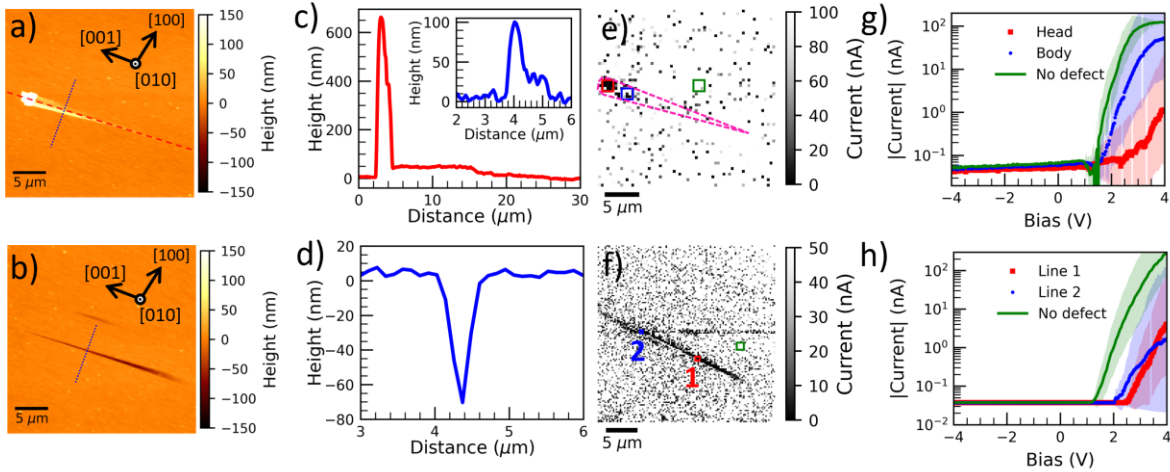 a)
[100]
[001]
[010]
5 μm
150
100
50
0
−50
−100
−150
Height (nm)
c)
600
400
200
0
Height (nm)
0
10
20
30
Distance (μm)
100
50
0
Height (nm)
2
3
4
5
6
Distance (μm)
e)
5 μm
100
80
60
40
20
0
Current (nA)
g)
Head
Body
No defect
10²
10¹
10⁰
10⁻¹
|Current| (nA)
−4
−2
0
2
4
Bias (V)
b)
[100]
[001]
[010]
5 μm
150
100
50
0
−50
−100
−150
Height (nm)
d)
20
0
−20
−40
−60
−80
Height (nm)
3
4
5
6
Distance (μm)
f)
2
1
5 μm
50
40
30
20
10
0
Current (nA)
h)
Line 1
Line 2
No defect
10²
10¹
10⁰
10⁻¹
10⁻²
|Current| (nA)
−4
−2
0
2
4
Bias (V)